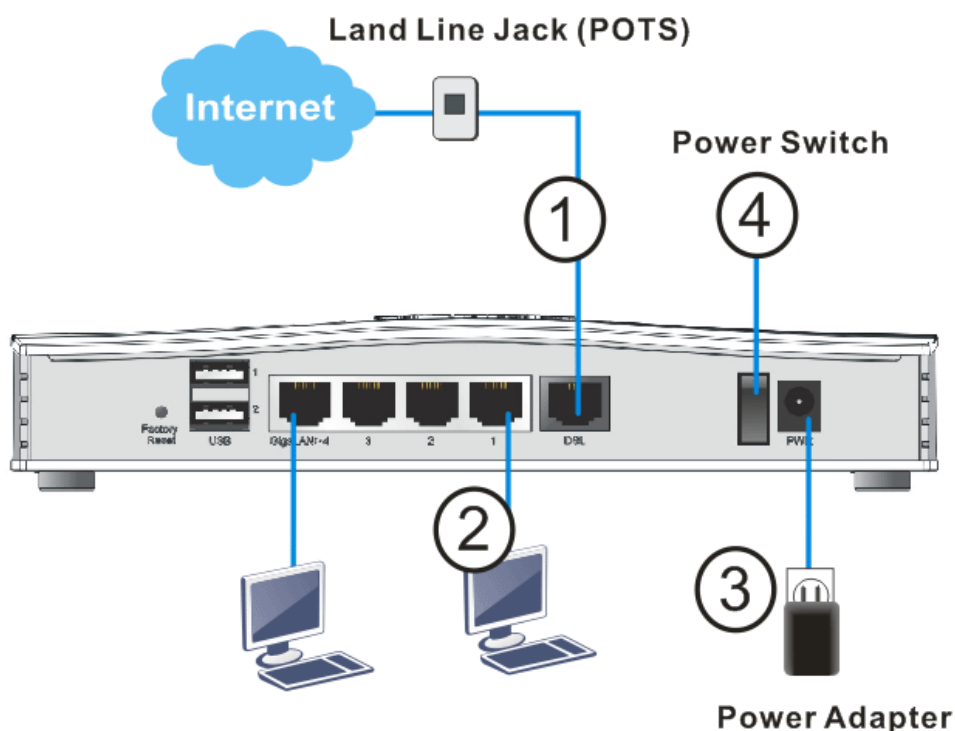 Land Line Jack (POTS)
Internet
Power Switch
1
4
1
2
Factory
Reset
USB
3
2
1
DSL
PWR
2
3
Power Adapter